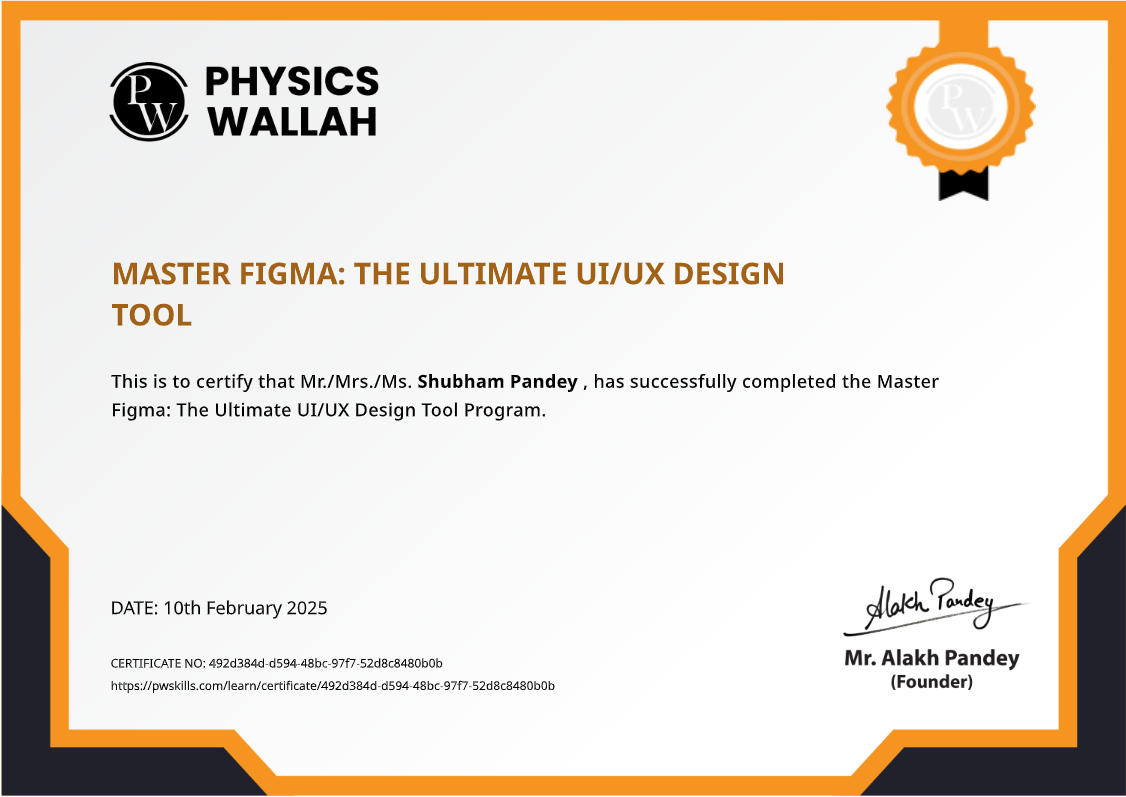 PW
PHYSICS
WALLAH
PW
MASTER FIGMA: THE ULTIMATE UI/UX DESIGN
TOOL
This is to certify that Mr./Mrs./Ms. Shubham Pandey , has successfully completed the Master
Figma: The Ultimate UI/UX Design Tool Program.
DATE: 10th February 2025
CERTIFICATE NO: 492d384d-d594-48bc-97f7-52d8c8480b0b
https://pwskills.com/learn/certificate/492d384d-d594-48bc-97f7-52d8c8480b0b
Alakh Pandey
Mr. Alakh Pandey
(Founder)